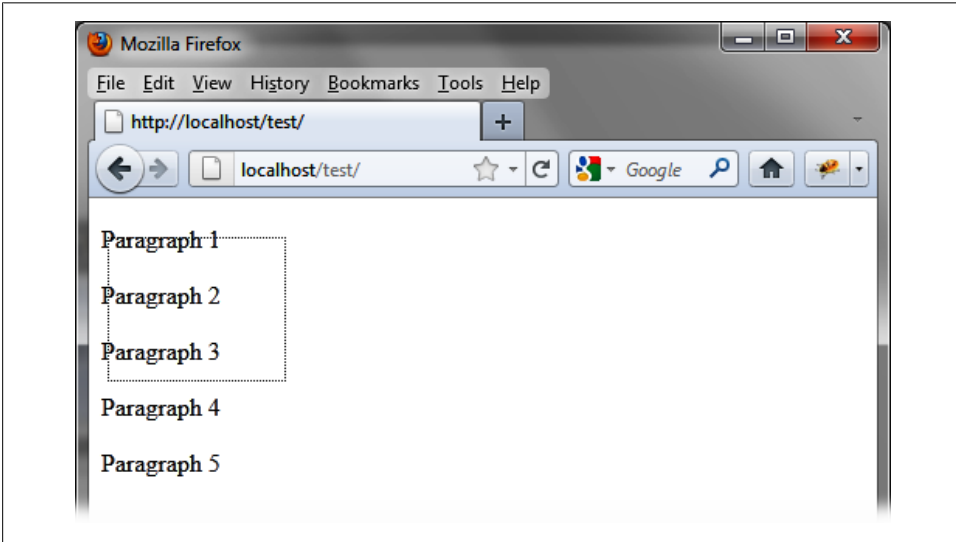 Mozilla Firefox
File Edit View History Bookmarks Tools Help
http://localhost/test/
localhost/test/ Google
Paragraph 1
Paragraph 2
Paragraph 3
Paragraph 4
Paragraph 5